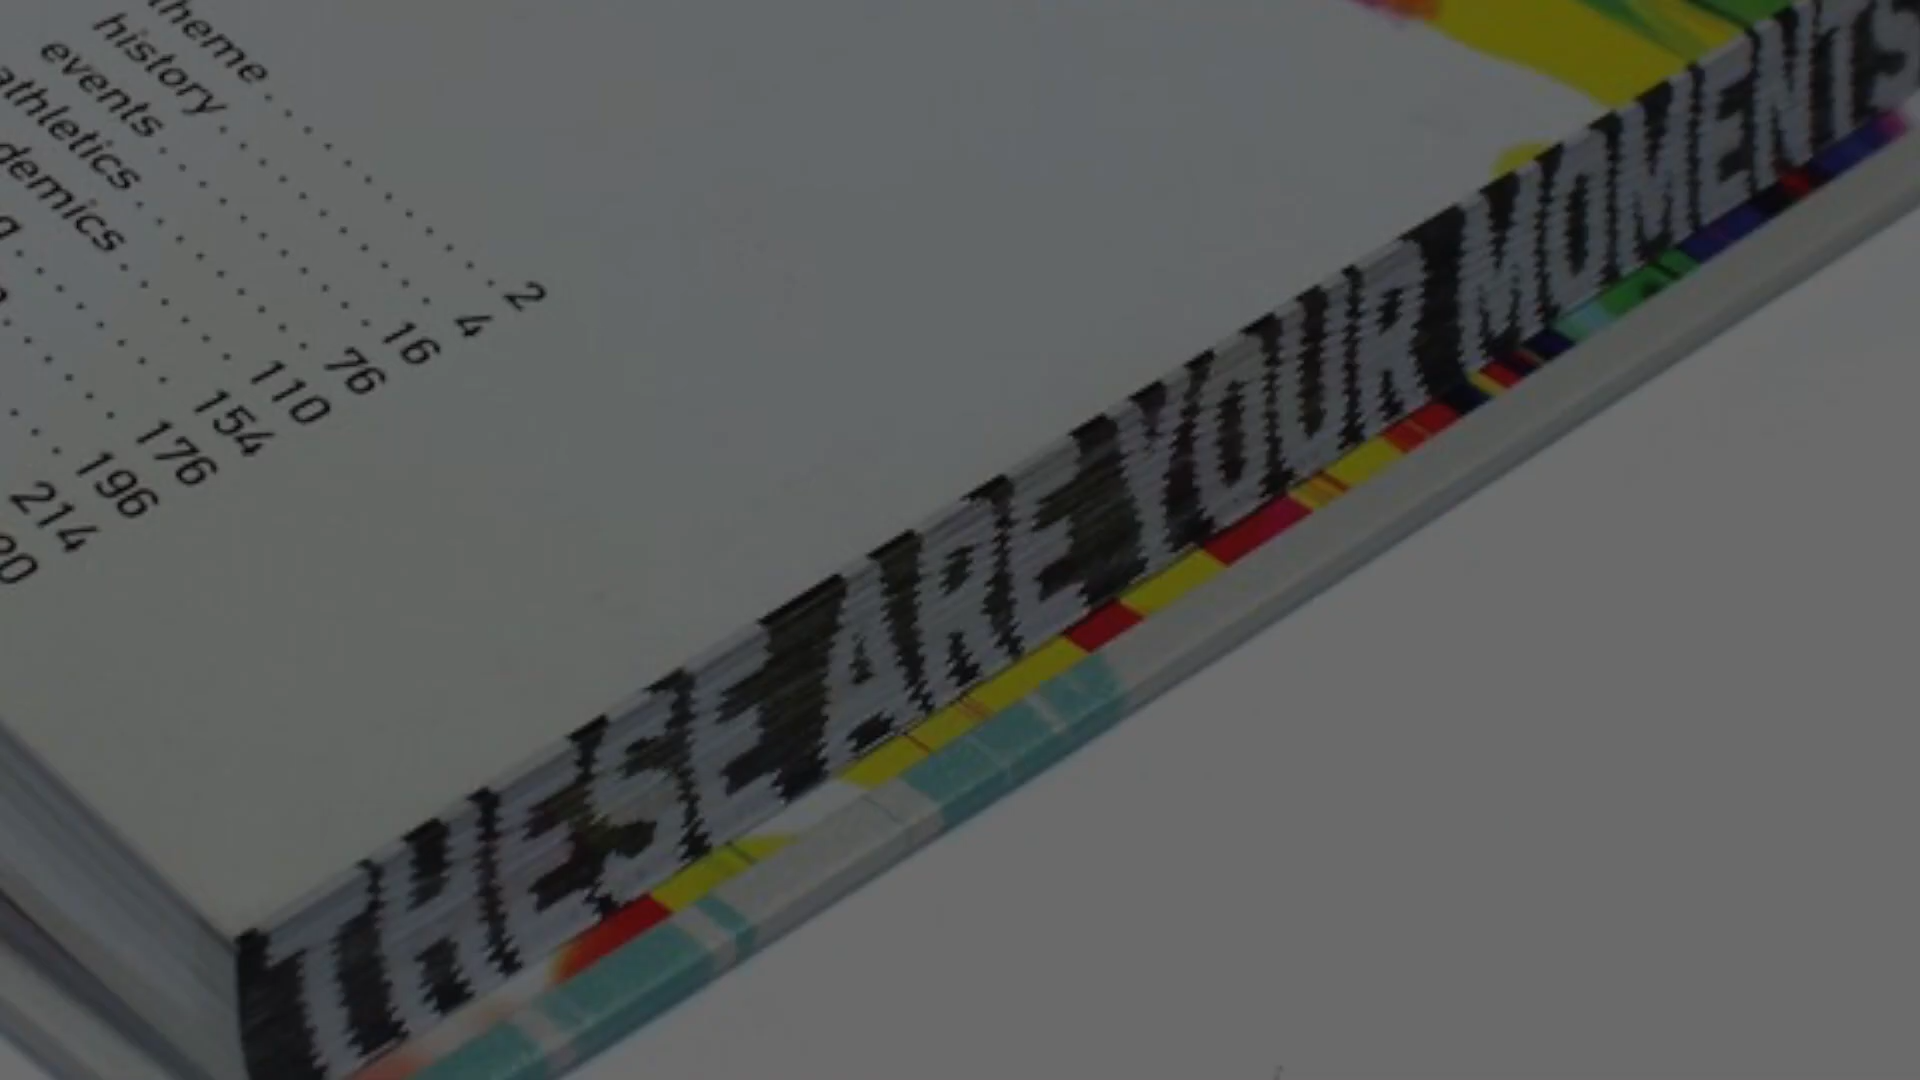 theme . . . . . . . . . . . . . 2
history . . . . . . . . . . . . . 4
events . . . . . . . . . . . . . 16
athletics . . . . . . . . . . . . 76
demics . . . . . . . . . . . . . 110
154
176
196
214
THESE ARE YOUR MOMENTS